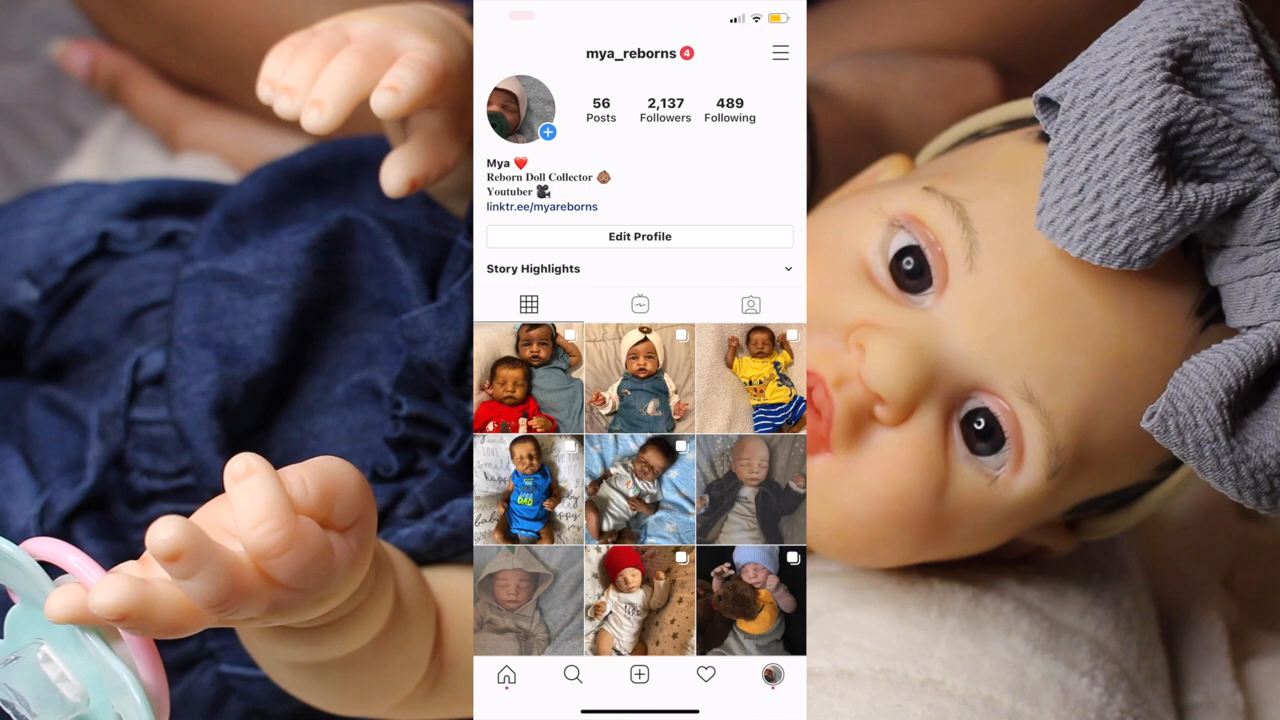 mya_reborns 4
56 2,137 489
Posts Followers Following
Mya
Reborn Doll Collector
Youtuber
linktr.ee/myareborns
Edit Profile
Story Highlights
DAD